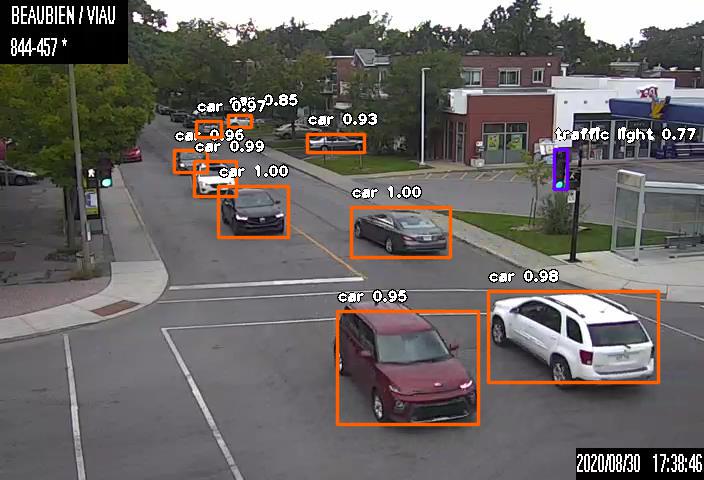 BEAUBIEN / VIAU
844-457 *
car 0.85
car 0.97
car 0.93
car 0.96
car 0.99
traffic light 0.77
car 1.00
car 1.00
car 0.98
car 0.95
2020/08/30 17:38:46